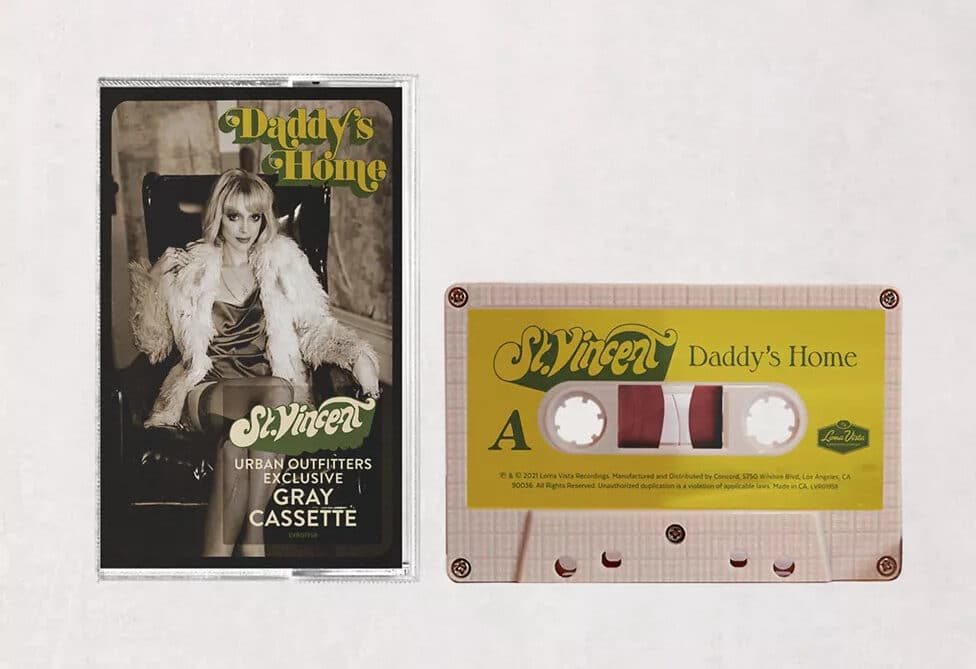 Daddy's
Home
St. Vincent
URBAN OUTFITTERS
EXCLUSIVE
GRAY
CASSETTE
St. Vincent Daddy's Home
A
Loma Vista
℗ & © 2021 Loma Vista Recordings. Manufactured and Distributed by Concord, 5750 Wilshire Blvd, Los Angeles, CA
90036. All Rights Reserved. Unauthorized duplication is a violation of applicable laws. Made in CA. LVR01958